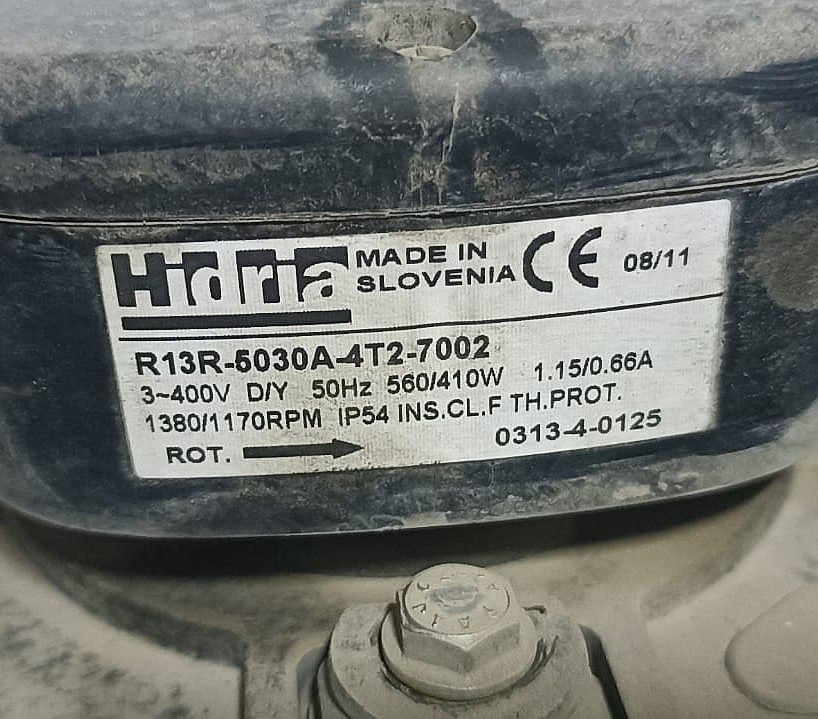 Hidria MADE IN SLOVENIA CE 08/11
R13R-5030A-4T2-7002
3~400V D/Y 50Hz 560/410W 1.15/0.66A
1380/1170RPM IP54 INS.CL.F TH.PROT.
ROT. 0313-4-0125